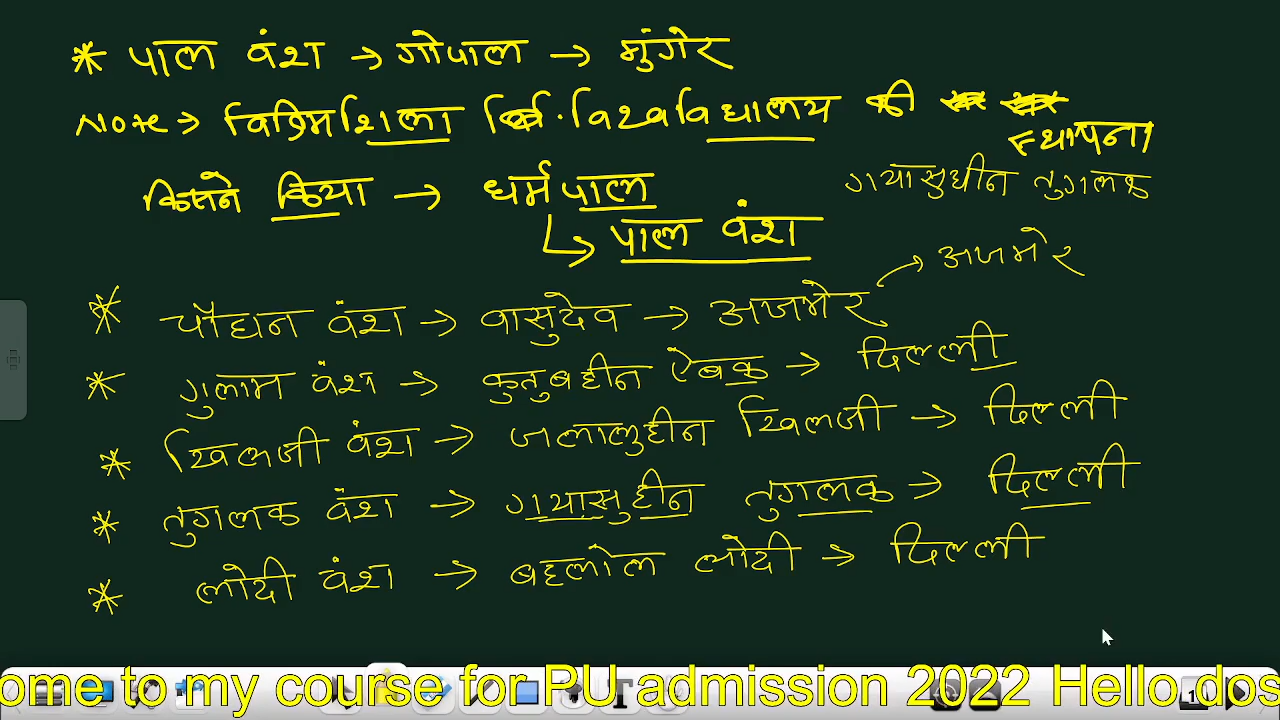 * पाल वंश → गोपाल → मुंगेर
Note → विक्रमशिला विश्वविद्यालय की स्थापना
किसने किया → धर्मपाल
गयासुद्दीन तुगलक
↳ पाल वंश
→ अजमेर
* चौहान वंश → वासुदेव → अजमेर
* गुलाम वंश → कुतुबद्दीन ऐबक → दिल्ली
* खिलजी वंश → जलालुद्दीन खिलजी → दिल्ली
* तुगलक वंश → गयासुद्दीन तुगलक → दिल्ली
* लोदी वंश → बहलोल लोदी → दिल्ली
ome to my course for PU admission 2022 Hello dos